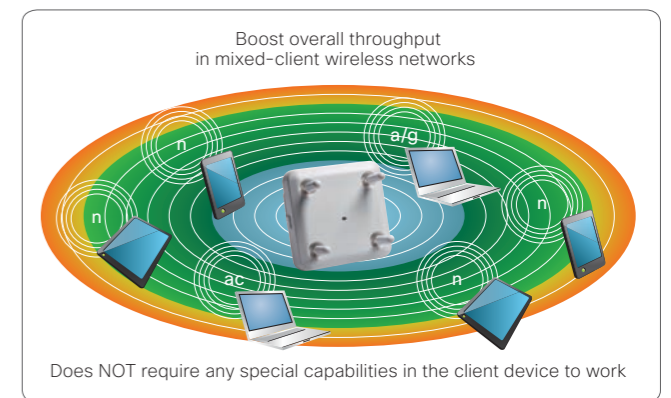 Boost overall throughput
in mixed-client wireless networks
n
a/g
n
n
ac
n
Does NOT require any special capabilities in the client device to work